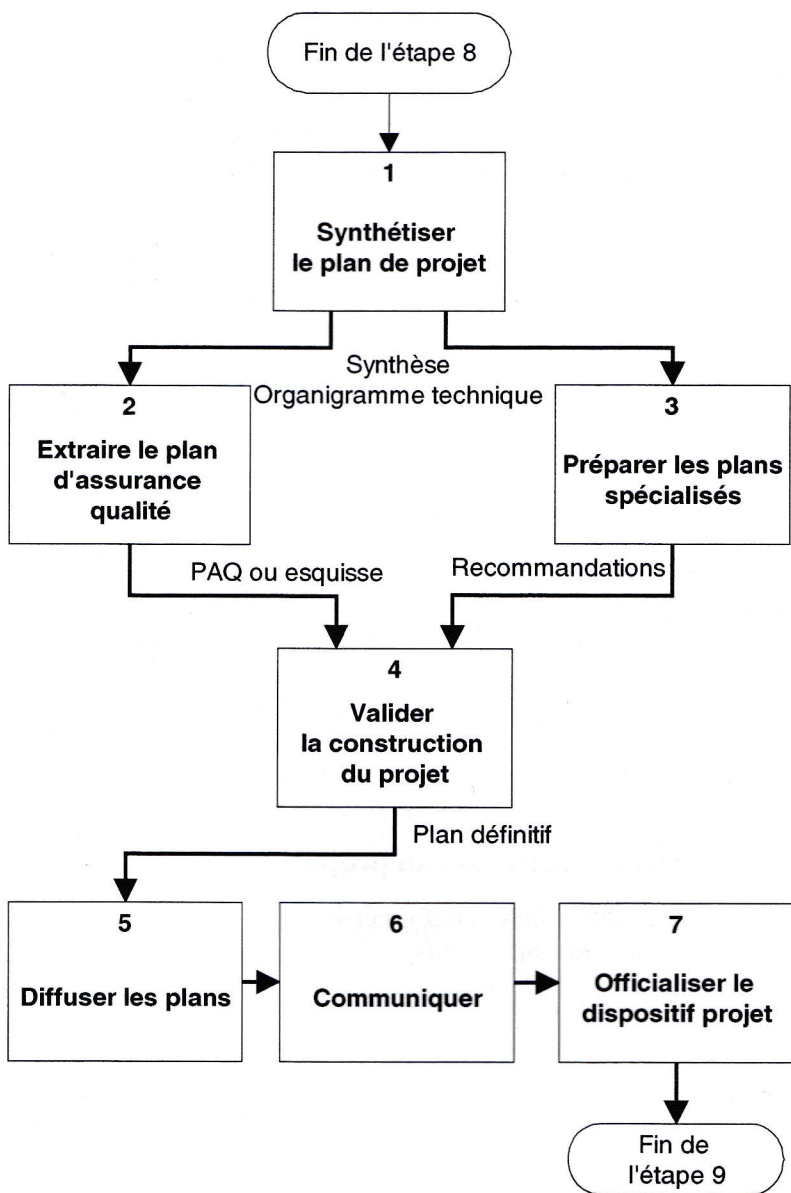 Fin de l'étape 8
1
Synthétiser
le plan de projet
Synthèse
Organigramme technique
2
Extraire le plan
d'assurance
qualité
3
Préparer les plans
spécialisés
PAQ ou esquisse
Recommandations
4
Valider
la construction
du projet
Plan définitif
5
Diffuser les plans
6
Communiquer
7
Officialiser le
dispositif projet
Fin de
l'étape 9